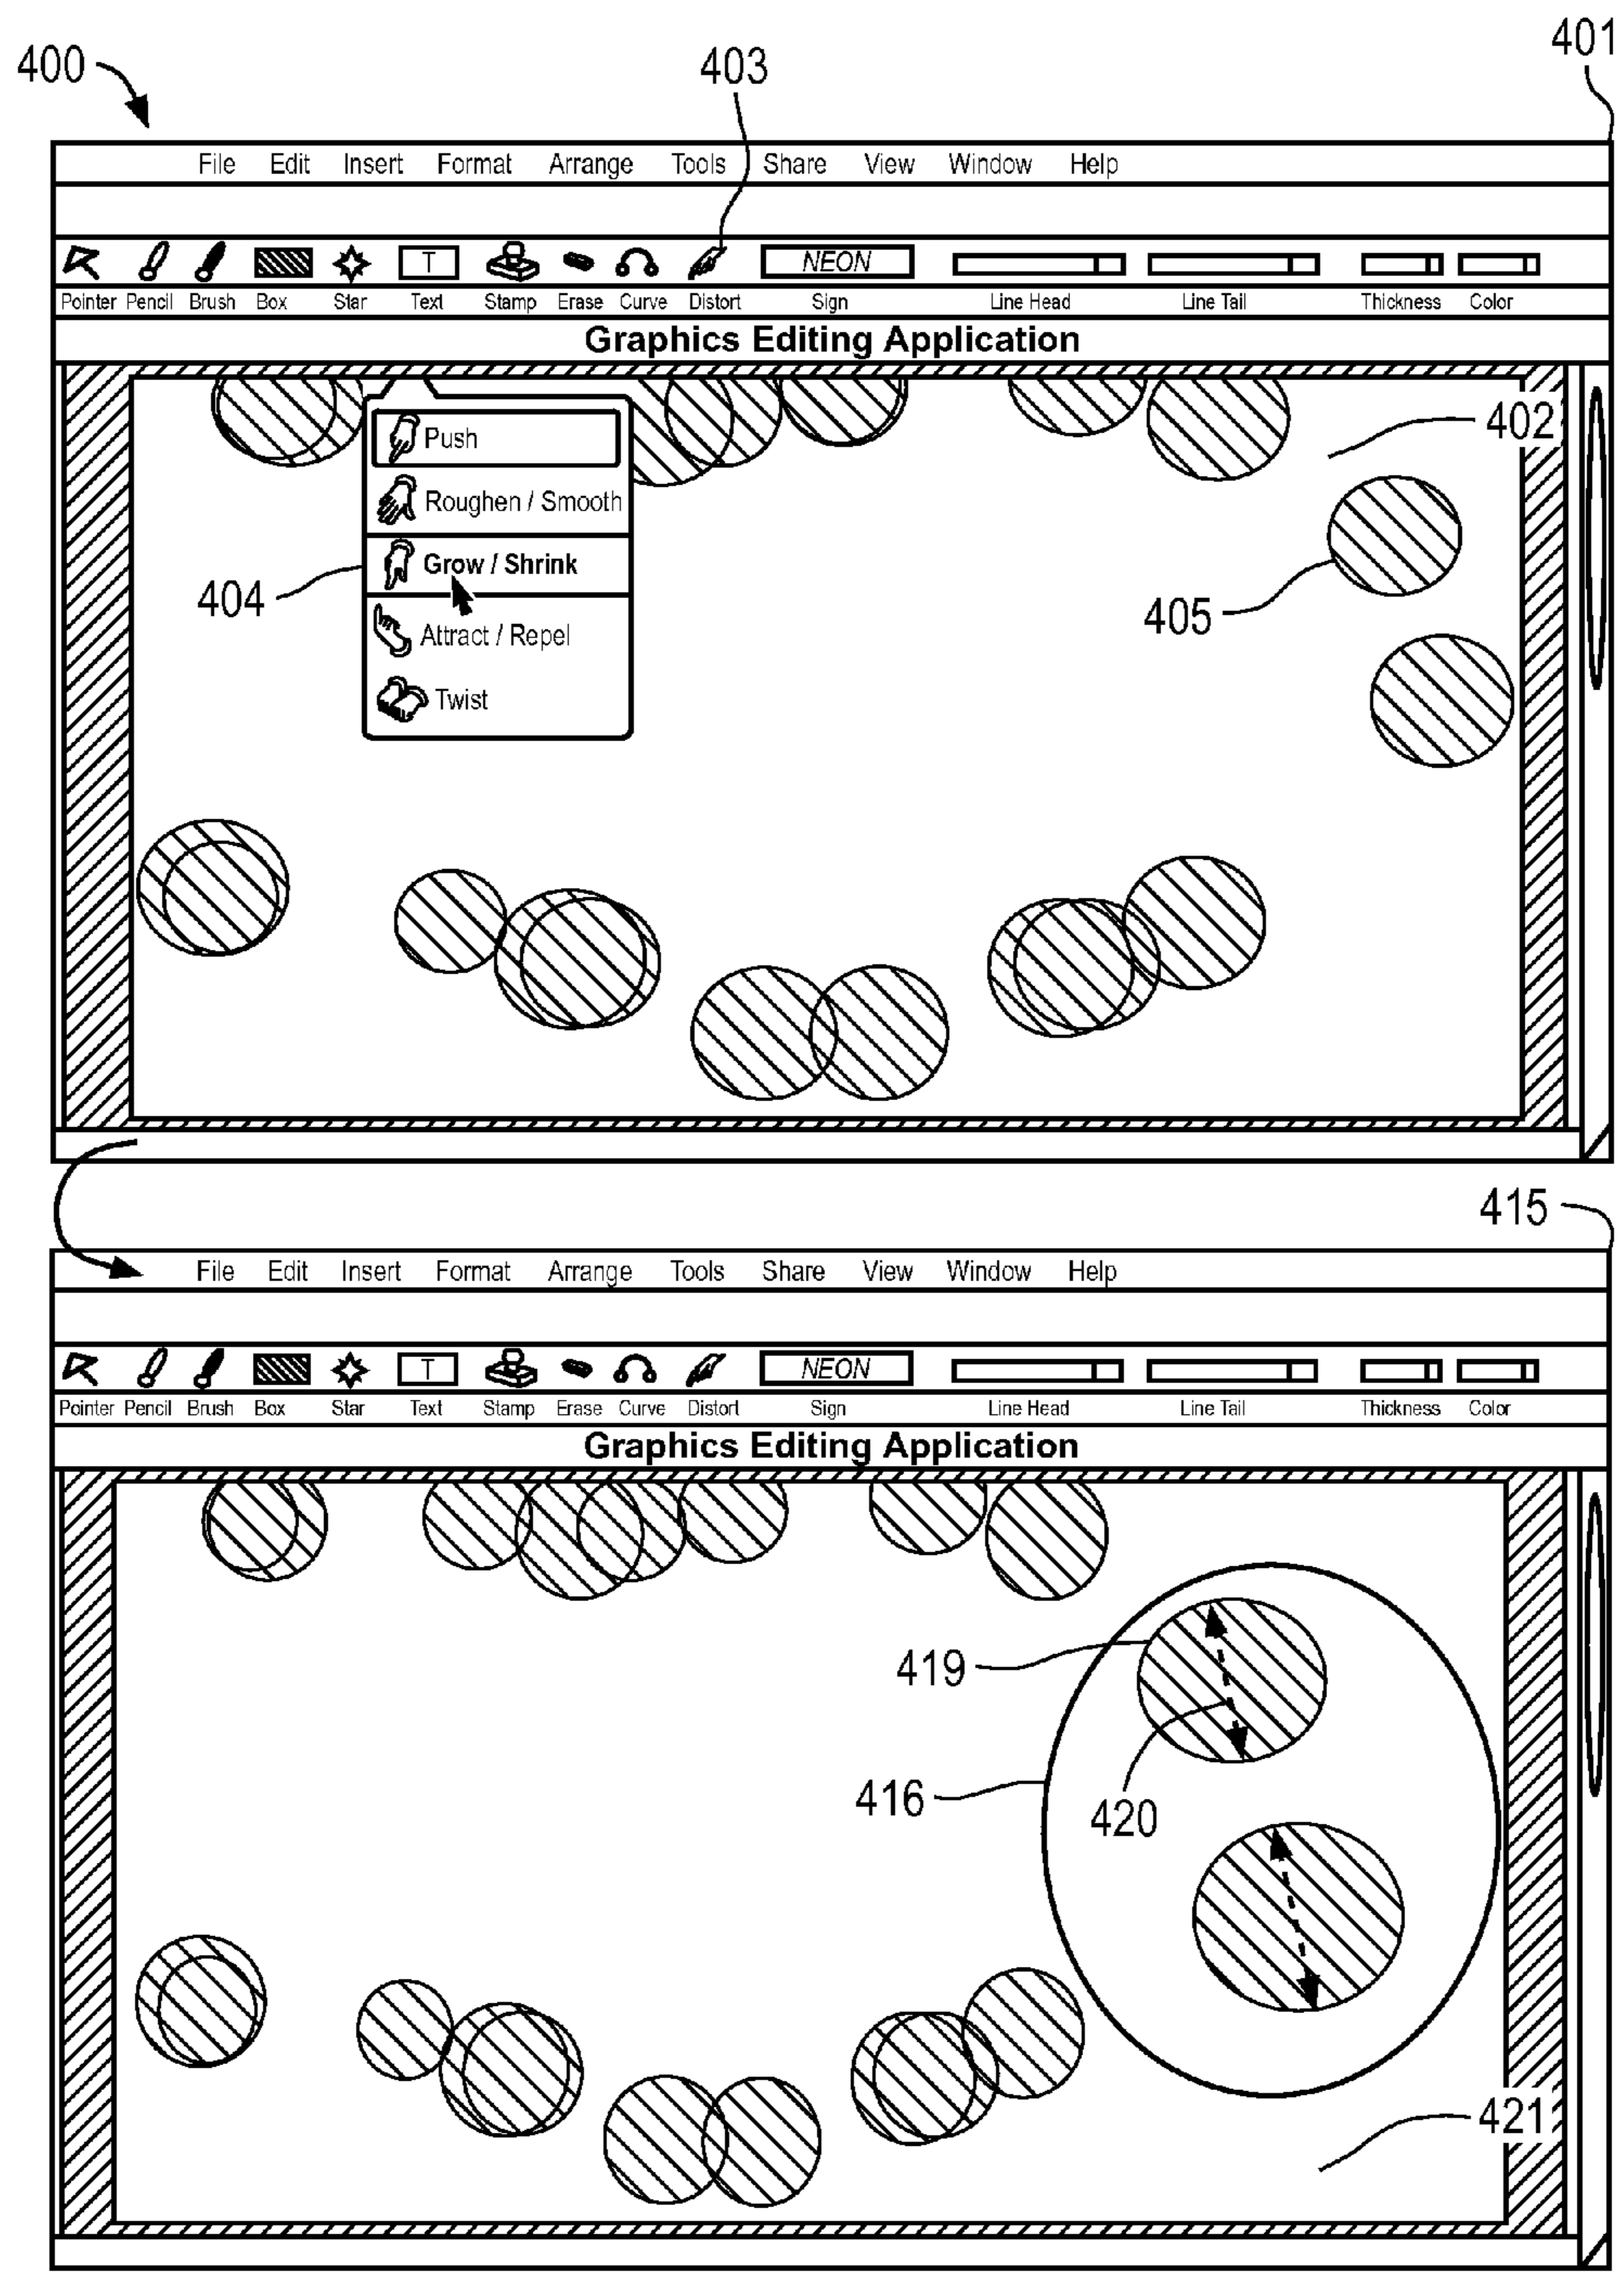 400
403
401
File Edit Insert Format Arrange Tools Share View Window Help
T NEON
Pointer Pencil Brush Box Star Text Stamp Erase Curve Distort Sign Line Head Line Tail Thickness Color
Graphics Editing Application
402
Push
Roughen / Smooth
Grow / Shrink
404
405
Attract / Repel
Twist
415
File Edit Insert Format Arrange Tools Share View Window Help
T NEON
Pointer Pencil Brush Box Star Text Stamp Erase Curve Distort Sign Line Head Line Tail Thickness Color
Graphics Editing Application
419
416
420
421